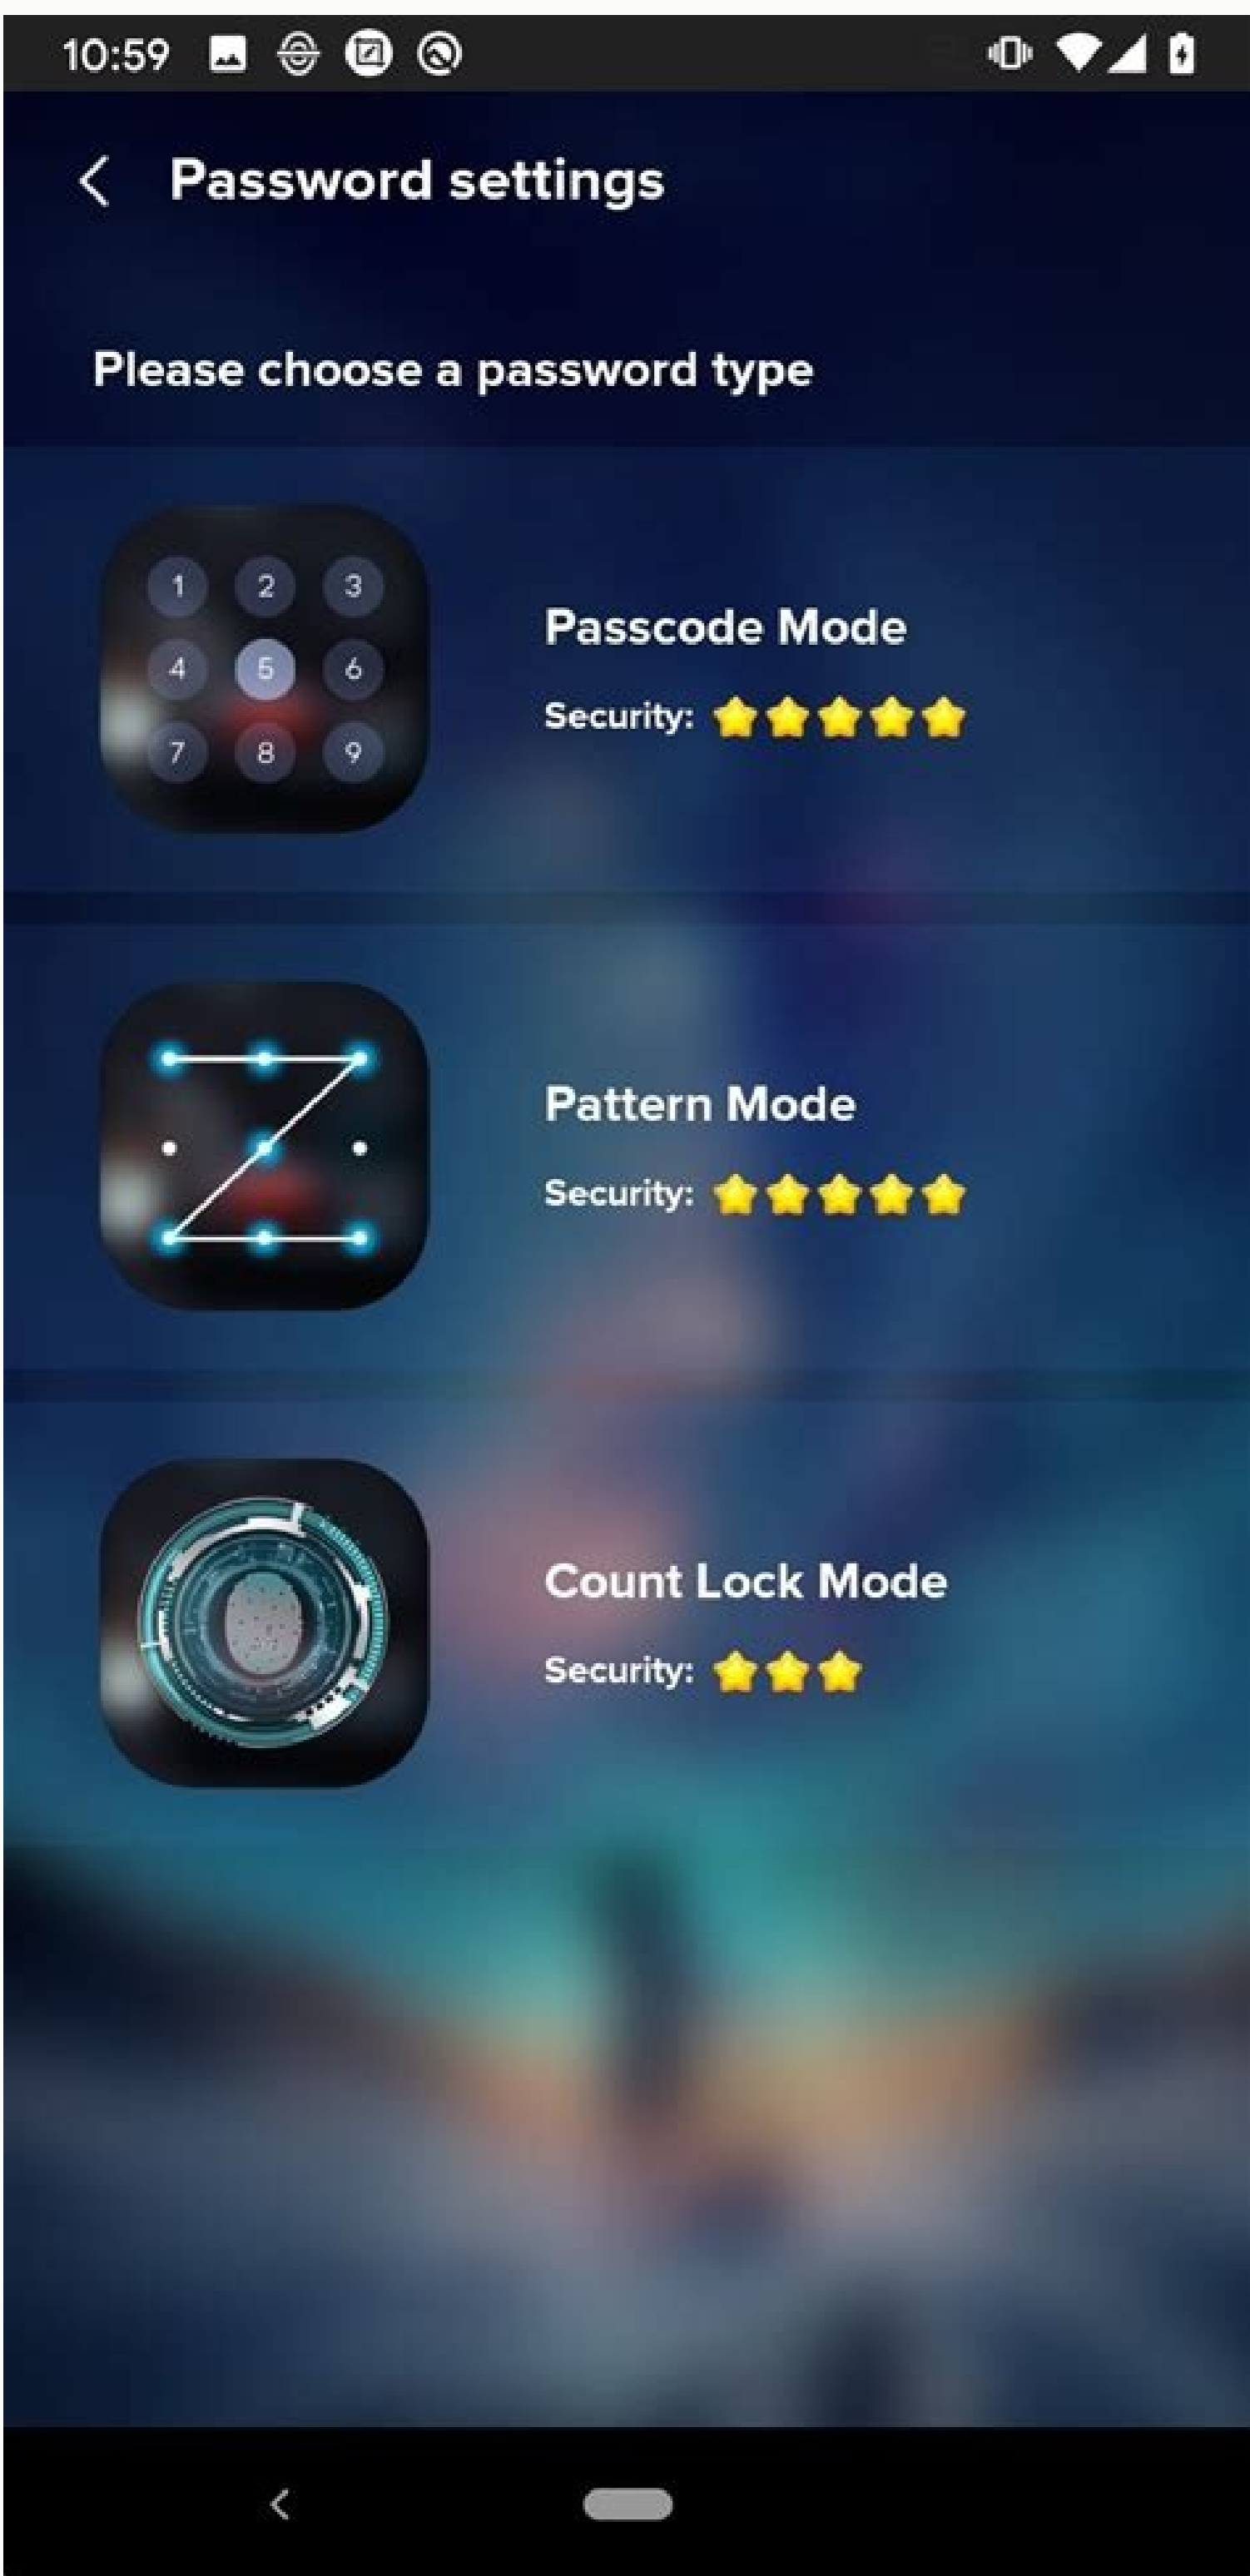 10:59
Password settings
Please choose a password type
1 2 3
4 5 6
7 8 9
Passcode Mode
Security:
Pattern Mode
Security:
Count Lock Mode
Security: